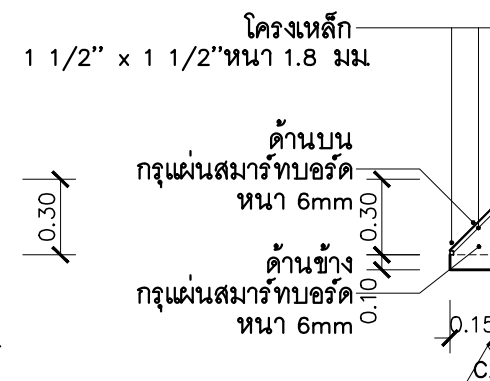 โครงเหล็ก
1 1/2" x 1 1/2"หนา 1.8 มม.
ด้านบน
กรุแผ่นสมาร์ทบอร์ด
หนา 6mm
0.30
0.30
ด้านข้าง
กรุแผ่นสมาร์ทบอร์ด
หนา 6mm
0.10
0.15